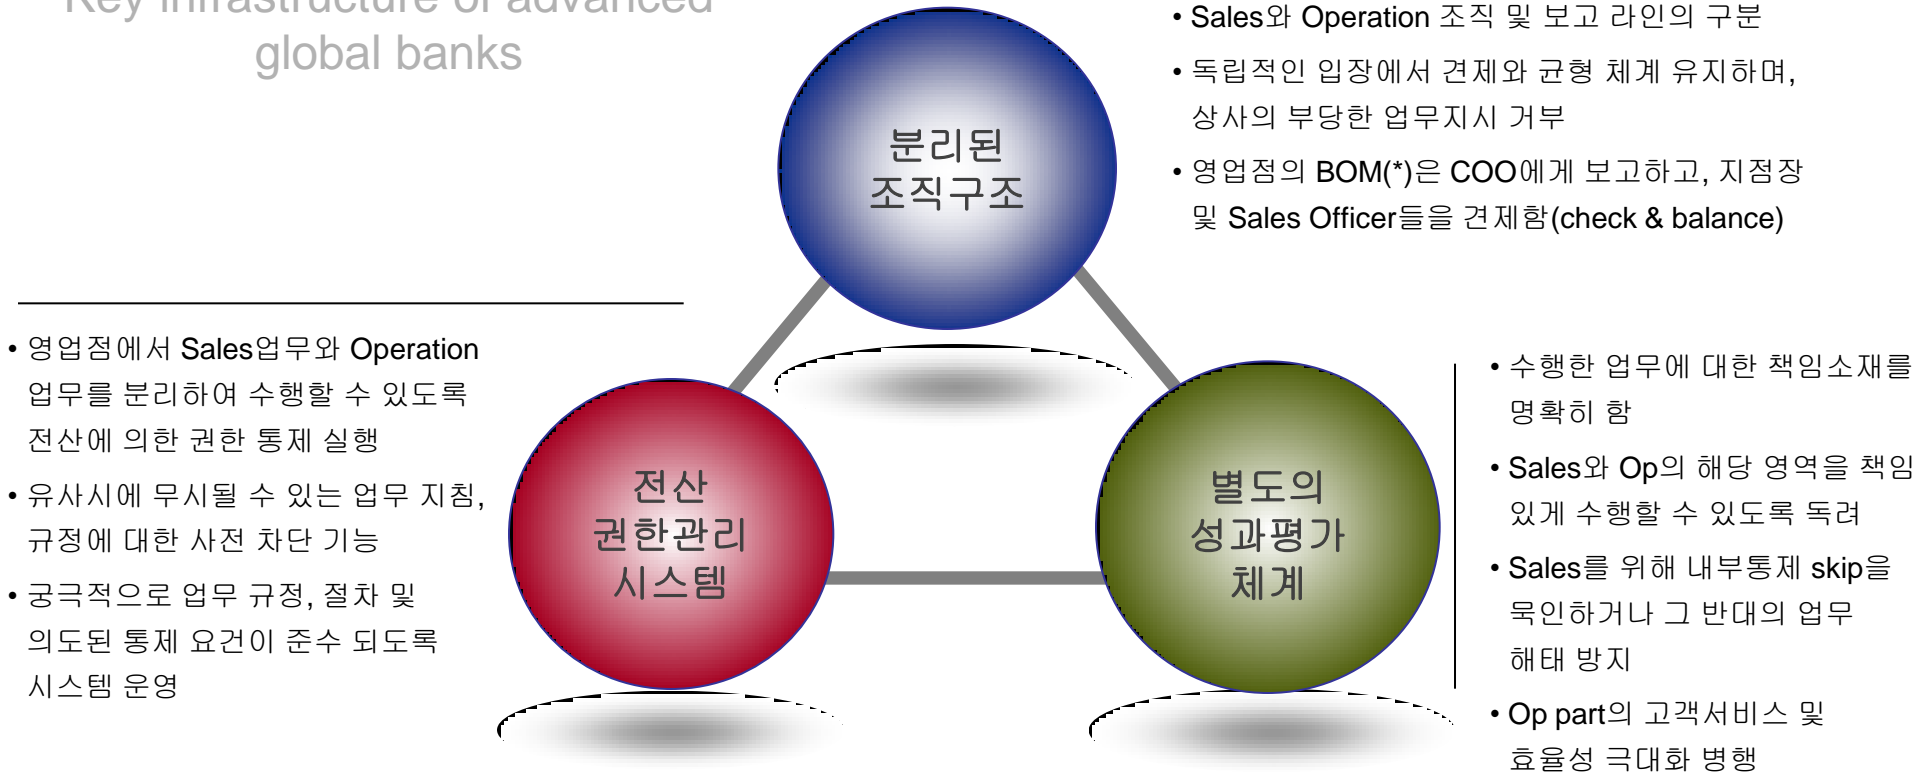 Key infrastructure of advanced
global banks
• Sales와 Operation 조직 및 보고 라인의 구분
• 독립적인 입장에서 견제와 균형 체계 유지하며,
상사의 부당한 업무지시 거부
• 영업점의 BOM(*)은 COO에게 보고하고, 지점장
및 Sales Officer들을 견제함(check & balance)
분리된
조직구조
• 영업점에서 Sales업무와 Operation
업무를 분리하여 수행할 수 있도록
전산에 의한 권한 통제 실행
• 유사시에 무시될 수 있는 업무 지침,
규정에 대한 사전 차단 기능
• 궁극적으로 업무 규정, 절차 및
의도된 통제 요건이 준수 되도록
시스템 운영
전산
권한관리
시스템
별도의
성과평가
체계
• 수행한 업무에 대한 책임소재를
명확히 함
• Sales와 Op의 해당 영역을 책임
있게 수행할 수 있도록 독려
• Sales를 위해 내부통제 skip을
묵인하거나 그 반대의 업무
해태 방지
• Op part의 고객서비스 및
효율성 극대화 병행